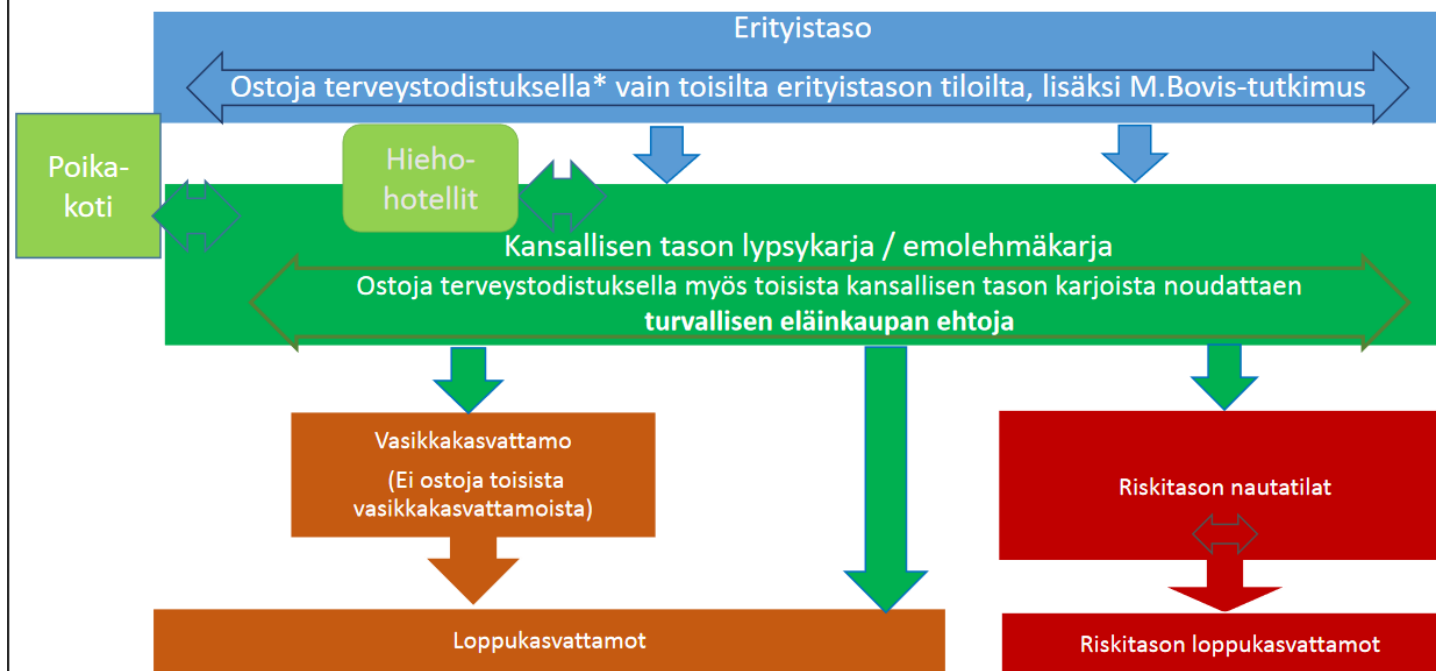 Erityistaso
Ostoja terveystodistuksella* vain toisilta erityistason tiloilta, lisäksi M.Bovis-tutkimus
Poika-
koti
Hieho-
hotellit
Kansallisen tason lypsykarja / emolehmäkarja
Ostoja terveystodistuksella myös toisista kansallisen tason karjoista noudattaen
turvallisen eläinkaupan ehtoja
Vasikkakasvattamo
(Ei ostoja toisista
vasikkakasvattamoista)
Riskitason nautatilat
Loppukasvattamot
Riskitason loppukasvattamot